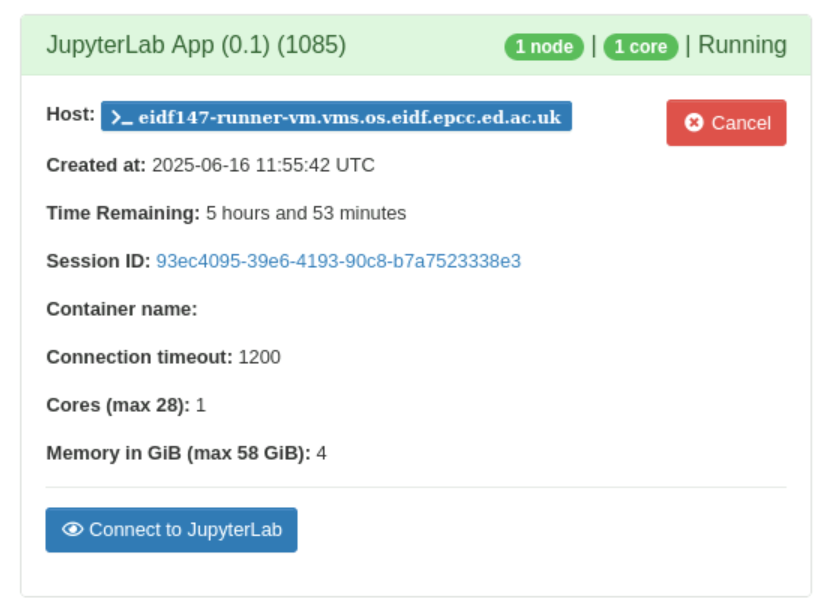 JupyterLab App (0.1) (1085) 1 node | 1 core | Running
Host: >_ eidf147-runner-vm.vms.os.eidf.epcc.ed.ac.uk Cancel
Created at: 2025-06-16 11:55:42 UTC
Time Remaining: 5 hours and 53 minutes
Session ID: 93ec4095-39e6-4193-90c8-b7a7523338e3
Container name:
Connection timeout: 1200
Cores (max 28): 1
Memory in GiB (max 58 GiB): 4
Connect to JupyterLab